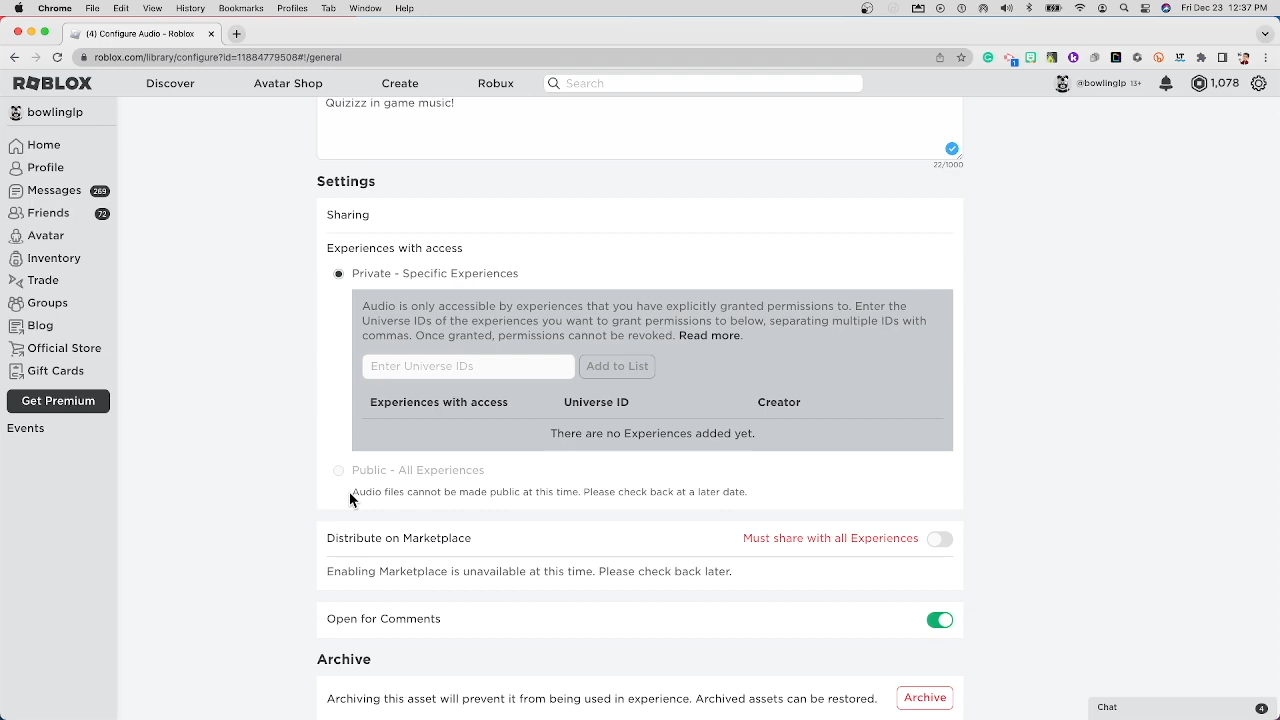 Chrome File Edit View History Bookmarks Profiles Tab Window Help Fri Dec 23 12:37 PM
(4) Configure Audio - Roblox
roblox.com/library/configure?id=11884779508#!/general
ROBLOX Discover Avatar Shop Create Robux Search @bowlinglp 13+ 1,078
bowlinglp
Home
Profile
Messages 269
Friends 72
Avatar
Inventory
Trade
Groups
Blog
Official Store
Gift Cards
Get Premium
Events
Quizizz in game music!
22/1000
Settings
Sharing
Experiences with access
Private - Specific Experiences
Audio is only accessible by experiences that you have explicitly granted permissions to. Enter the
Universe IDs of the experiences you want to grant permissions to below, separating multiple IDs with
commas. Once granted, permissions cannot be revoked. Read more.
Enter Universe IDs Add to List
Experiences with access Universe ID Creator
There are no Experiences added yet.
Public - All Experiences
Audio files cannot be made public at this time. Please check back at a later date.
Distribute on Marketplace Must share with all Experiences
Enabling Marketplace is unavailable at this time. Please check back later.
Open for Comments
Archive
Archiving this asset will prevent it from being used in experience. Archived assets can be restored. Archive
Chat 4